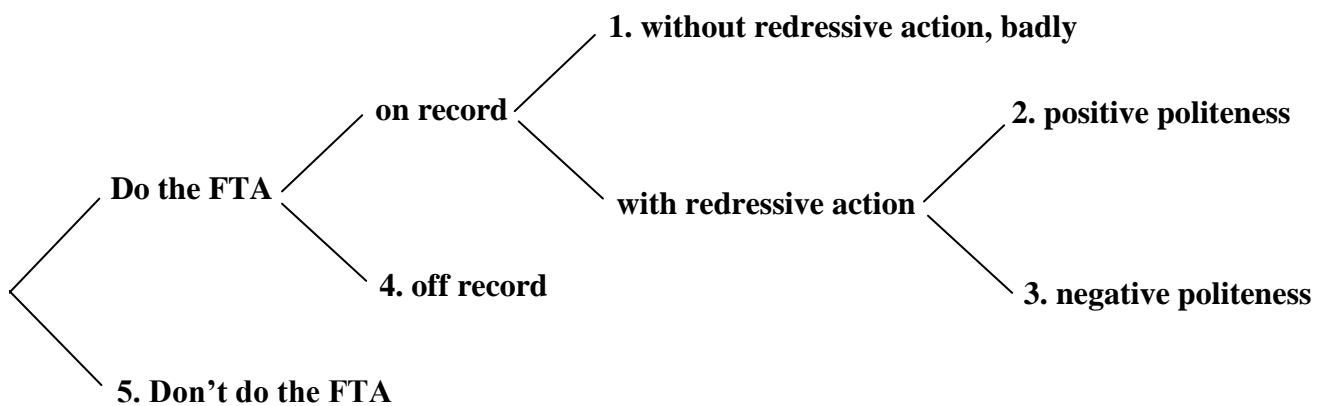 1. without redressive action, badly
on record
2. positive politeness
Do the FTA
with redressive action
4. off record
3. negative politeness
5. Don't do the FTA